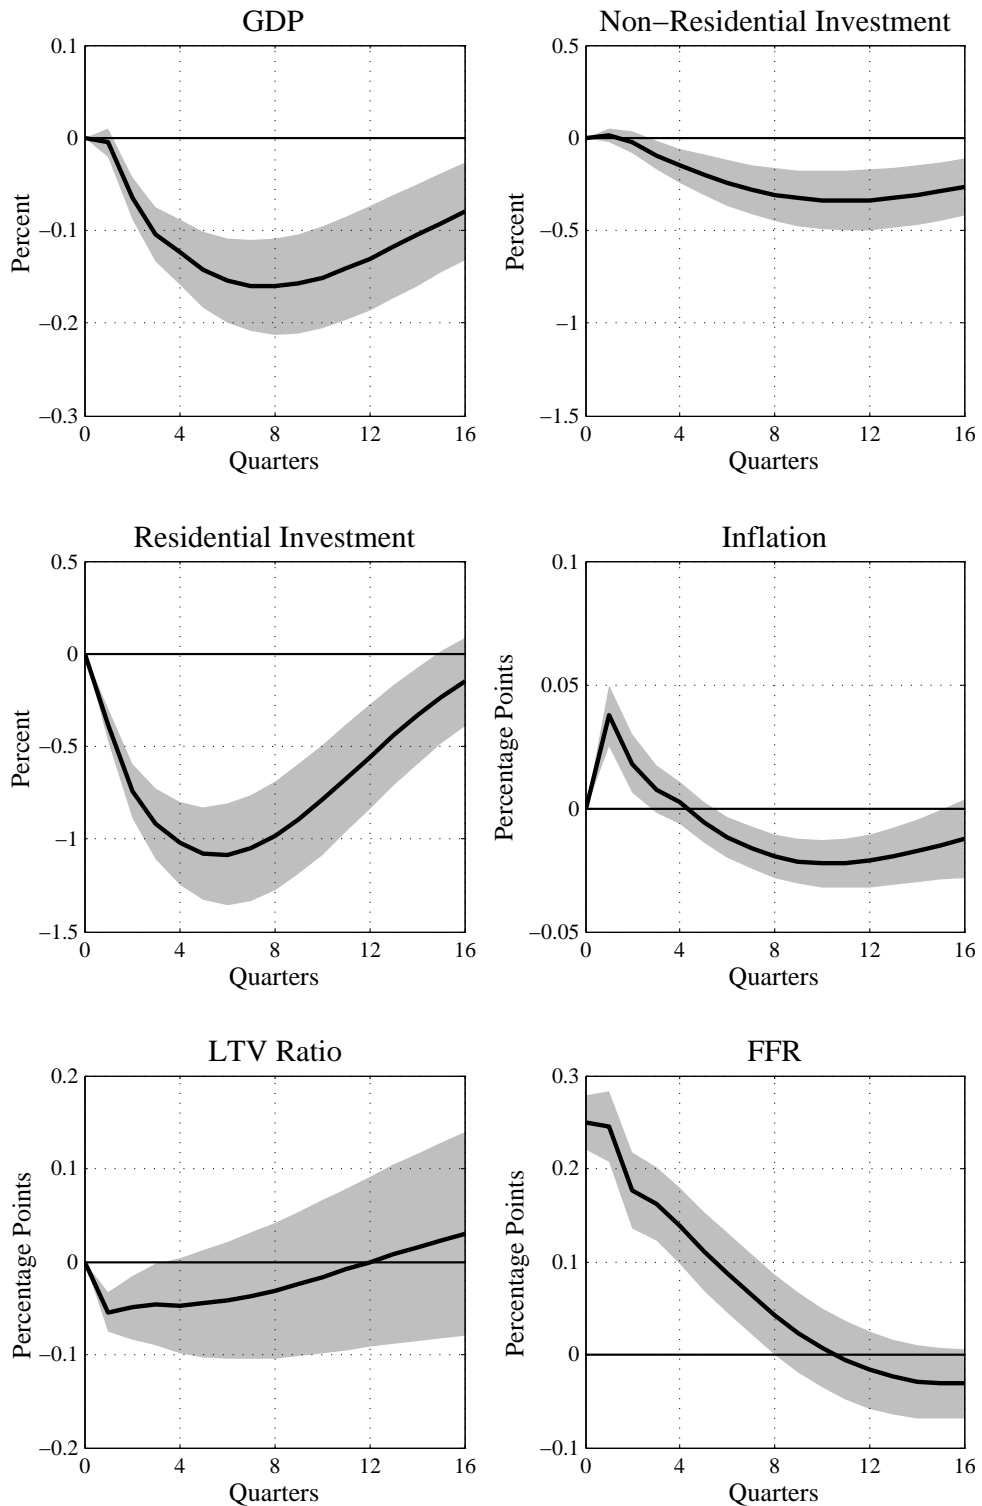 GDP
0.1
0
−0.1
−0.2
−0.3
Percent
0 4 8 12 16
Quarters
Non−Residential Investment
0.5
0
−0.5
−1
−1.5
Percent
0 4 8 12 16
Quarters
Residential Investment
0.5
0
−0.5
−1
−1.5
Percent
0 4 8 12 16
Quarters
Inflation
0.1
0.05
0
−0.05
Percentage Points
0 4 8 12 16
Quarters
LTV Ratio
0.2
0.1
0
−0.1
−0.2
Percentage Points
0 4 8 12 16
Quarters
FFR
0.3
0.2
0.1
0
−0.1
Percentage Points
0 4 8 12 16
Quarters